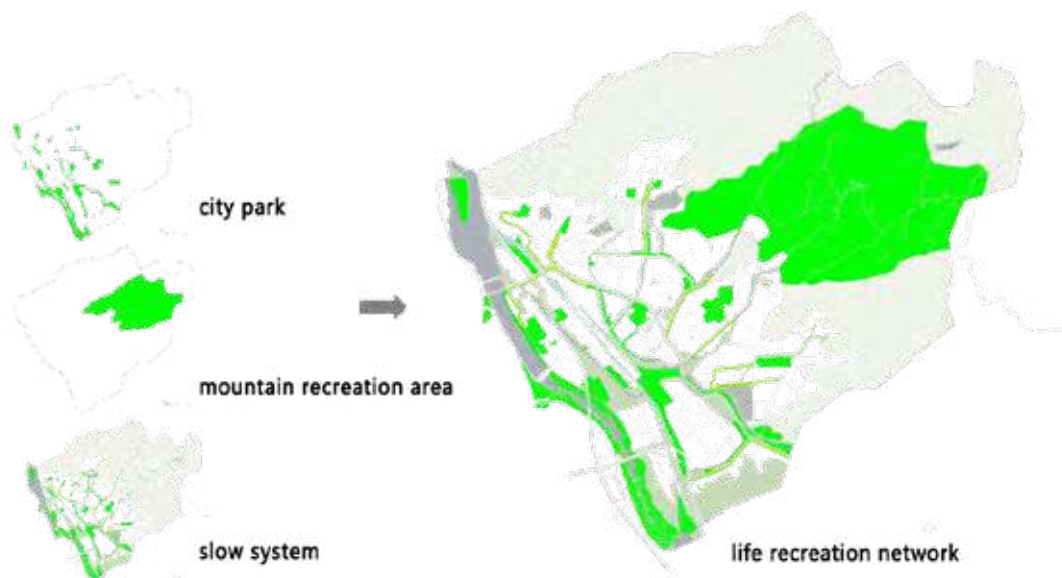 city park
mountain recreation area
slow system
life recreation network